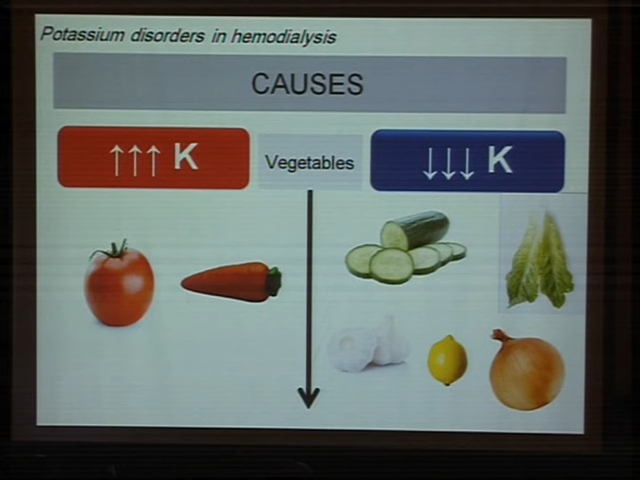 Potassium disorders in hemodialysis
CAUSES
↑↑↑ K
Vegetables
↓↓↓ K